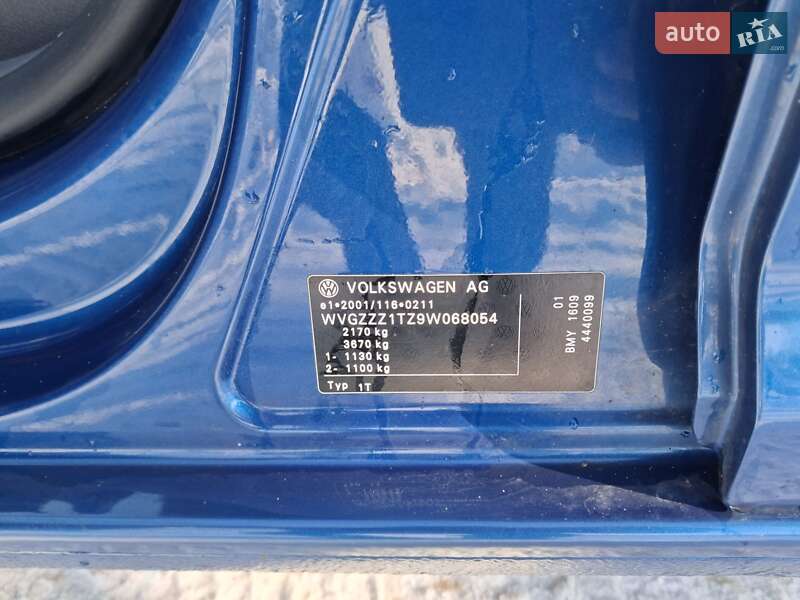 auto RIA
VOLKSWAGEN AG
e1*2001/116*0211
WVGZZZ1TZ9W068054
2170 kg
3670 kg
1- 1130 kg
2- 1100 kg
TYP 1T
01
BMY 1609
4440099